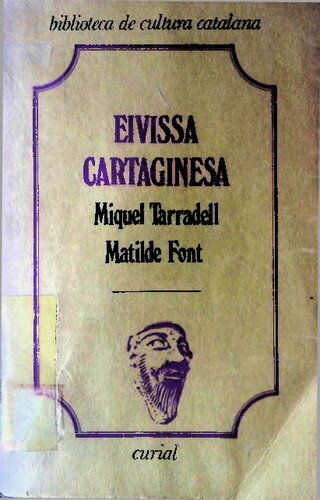 biblioteca de cultura catalana
EIVISSA
CARTAGINESA
Miquel Tarradell
Matilde Font
curial